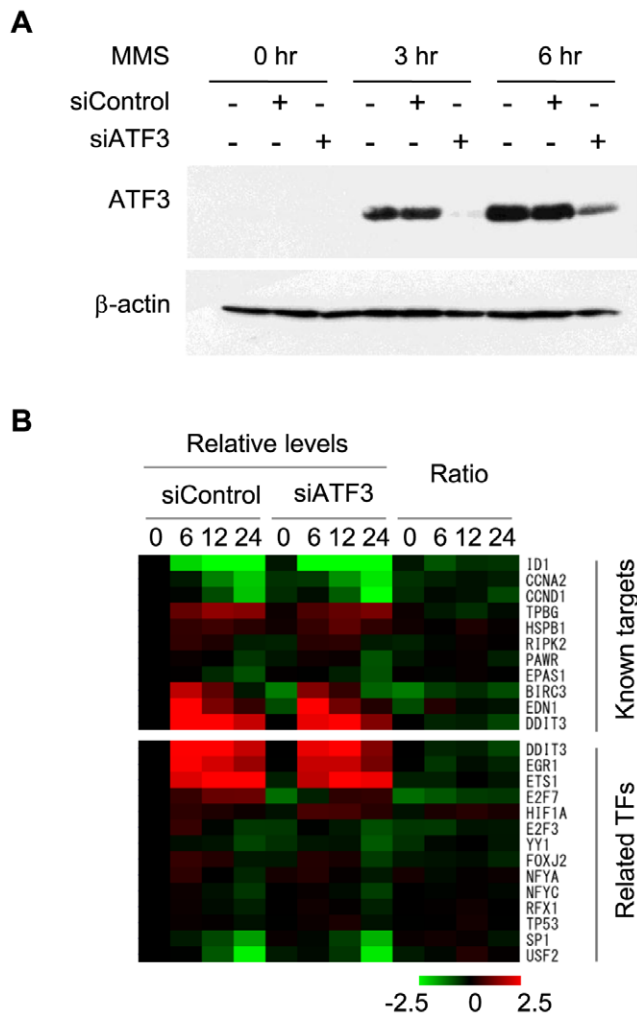 A
MMS 0 hr 3 hr 6 hr
siControl - + - - + - - + -
siATF3 - - + - - + - - +
ATF3
β-actin
B
Relative levels
Ratio
siControl siATF3
0 6 12 24 0 6 12 24 0 6 12 24
ID1
CCNA2
CCND1
TPBG
HSPB1
RIPK2
PAWR
EPAS1
BIRC3
EDN1
DDIT3
Known targets
DDIT3
EGR1
ETS1
E2F7
HIF1A
E2F3
YY1
FOXJ2
NFYA
NFYC
RFX1
TP53
SP1
USF2
Related TFs
-2.5 0 2.5